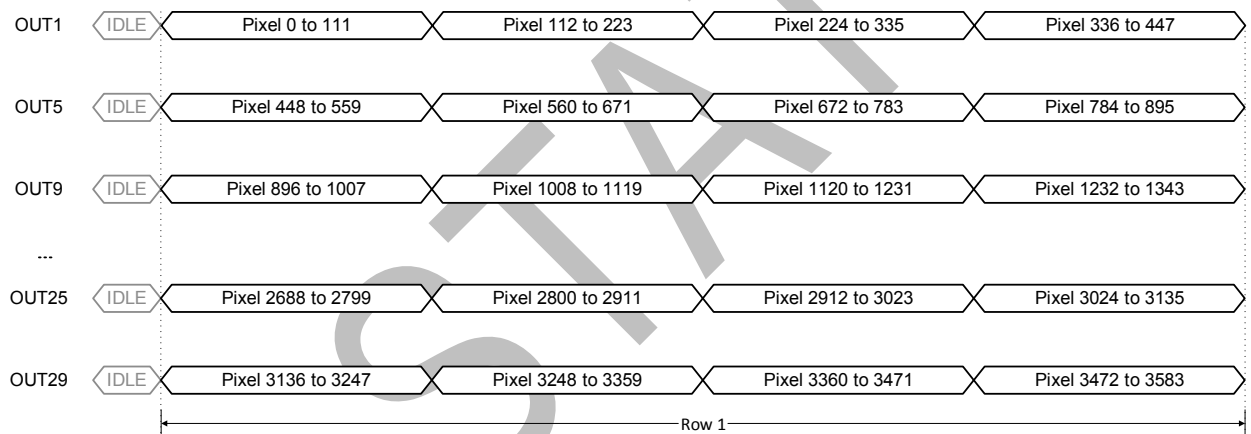 OUT1 IDLE Pixel 0 to 111 Pixel 112 to 223 Pixel 224 to 335 Pixel 336 to 447
OUT5 IDLE Pixel 448 to 559 Pixel 560 to 671 Pixel 672 to 783 Pixel 784 to 895
OUT9 IDLE Pixel 896 to 1007 Pixel 1008 to 1119 Pixel 1120 to 1231 Pixel 1232 to 1343
...
OUT25 IDLE Pixel 2688 to 2799 Pixel 2800 to 2911 Pixel 2912 to 3023 Pixel 3024 to 3135
OUT29 IDLE Pixel 3136 to 3247 Pixel 3248 to 3359 Pixel 3360 to 3471 Pixel 3472 to 3583
Row 1